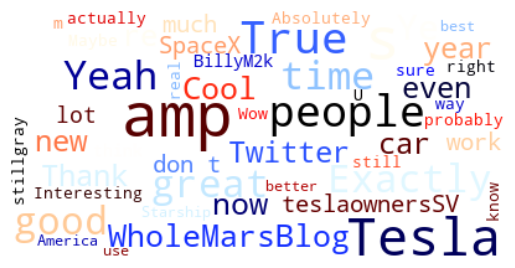 m actually Absolutely best
Maybe much True S year
SpaceX
BillyM2k right
Yeah real time sure even
Cool U way
amp people probably
lot Wow
new Twitter car work
stillgray don t still
Thank great Exactly
Interesting now better teslaownersSV know
good Starship
America WholeMarsBlog Tesla
use